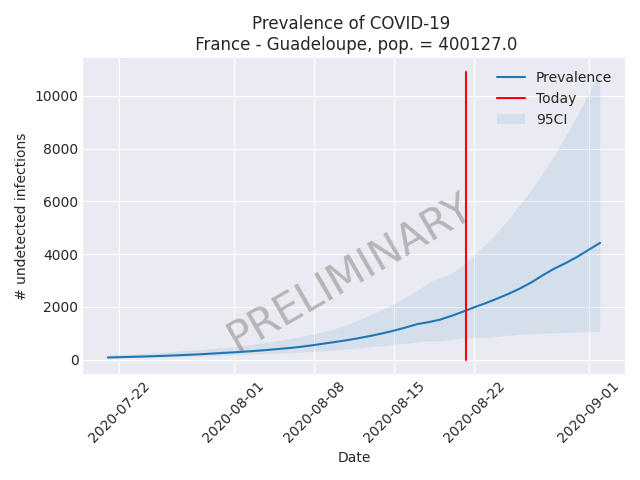 Prevalence of COVID-19
France - Guadeloupe, pop. = 400127.0
Prevalence
Today
95CI
# undetected infections
10000
8000
6000
4000
2000
0
PRELIMINARY
2020-07-22
2020-08-01
2020-08-08
2020-08-15
2020-08-22
2020-09-01
Date